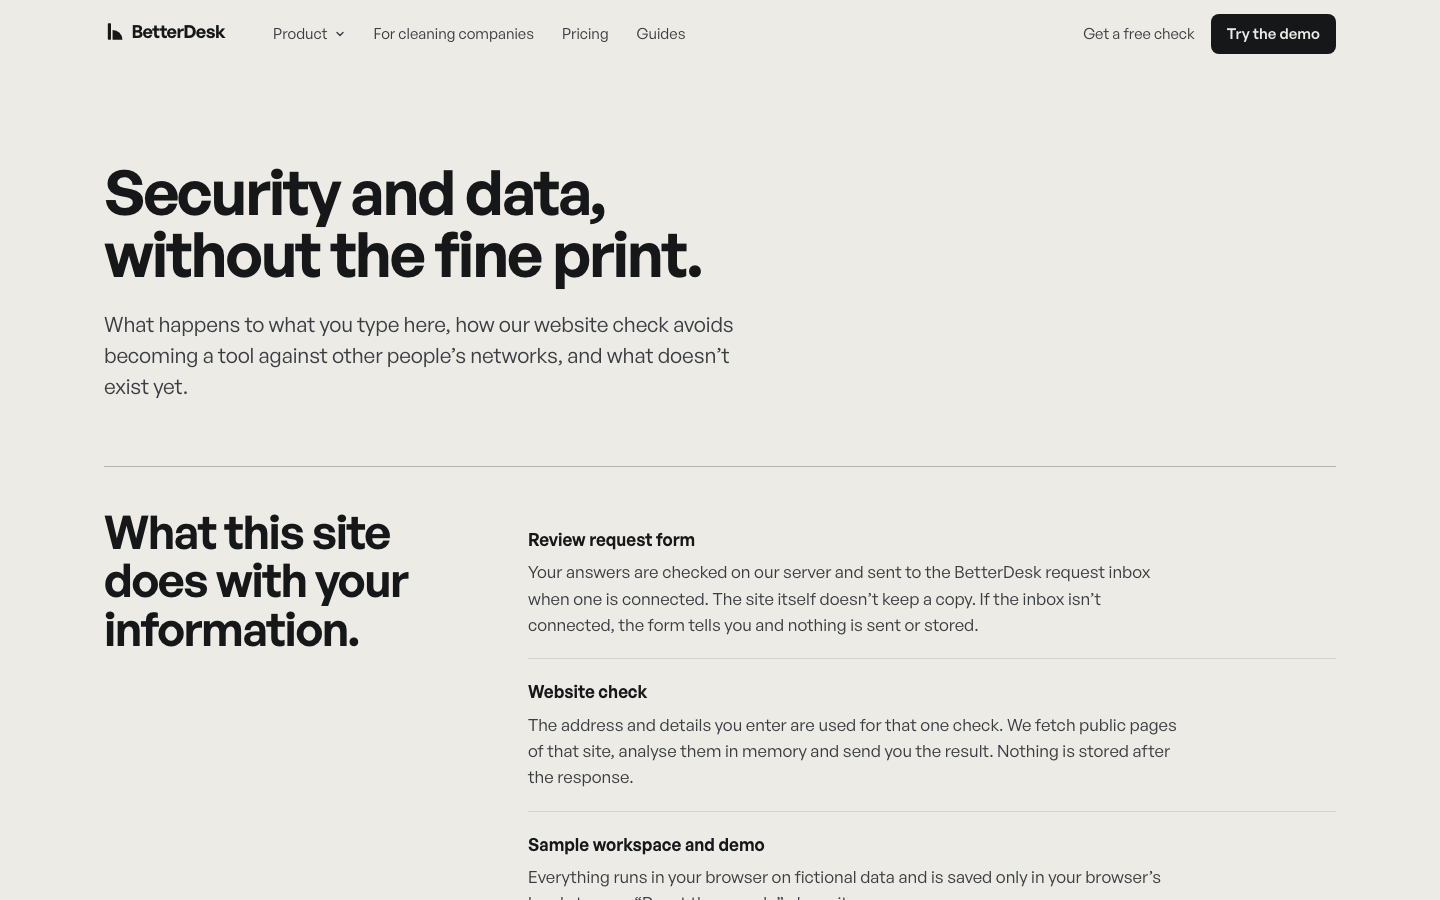 BetterDesk
Product
For cleaning companies
Pricing
Guides
Get a free check
Try the demo
Security and data,
without the fine print.
What happens to what you type here, how our website check avoids
becoming a tool against other people’s networks, and what doesn’t
exist yet.
What this site
does with your
information.
Review request form
Your answers are checked on our server and sent to the BetterDesk request inbox
when one is connected. The site itself doesn’t keep a copy. If the inbox isn’t
connected, the form tells you and nothing is sent or stored.
Website check
The address and details you enter are used for that one check. We fetch public pages
of that site, analyse them in memory and send you the result. Nothing is stored after
the response.
Sample workspace and demo
Everything runs in your browser on fictional data and is saved only in your browser’s